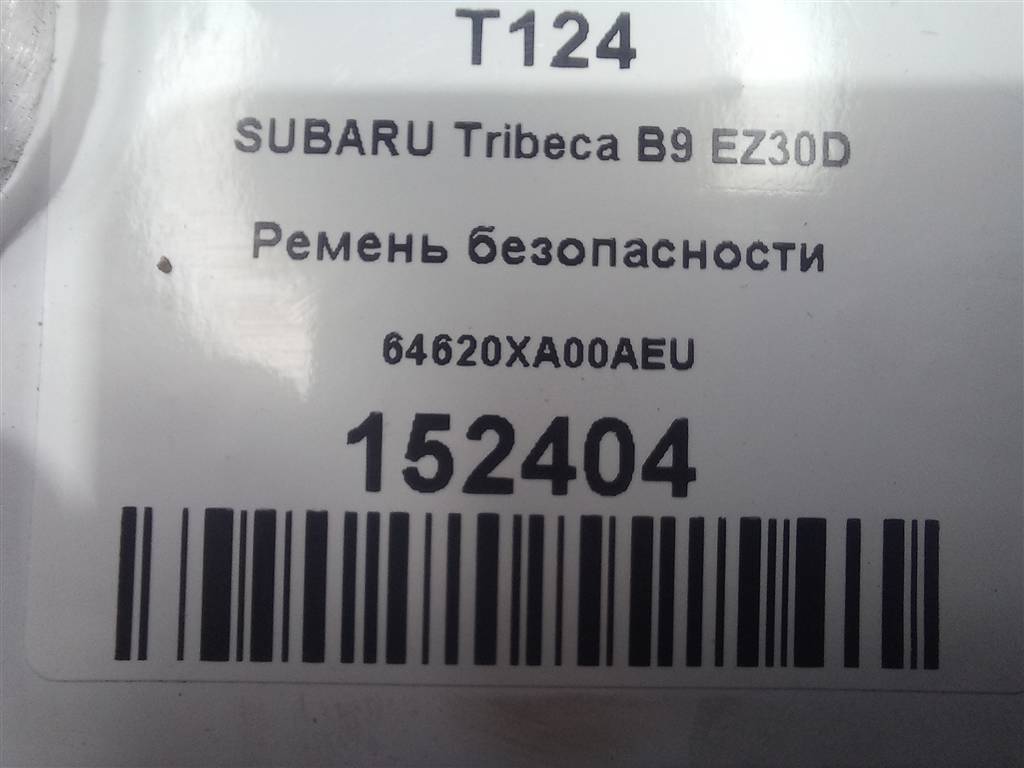 T124
SUBARU Tribeca B9 EZ30D
Ремень безопасности
64620XA00AEU
152404